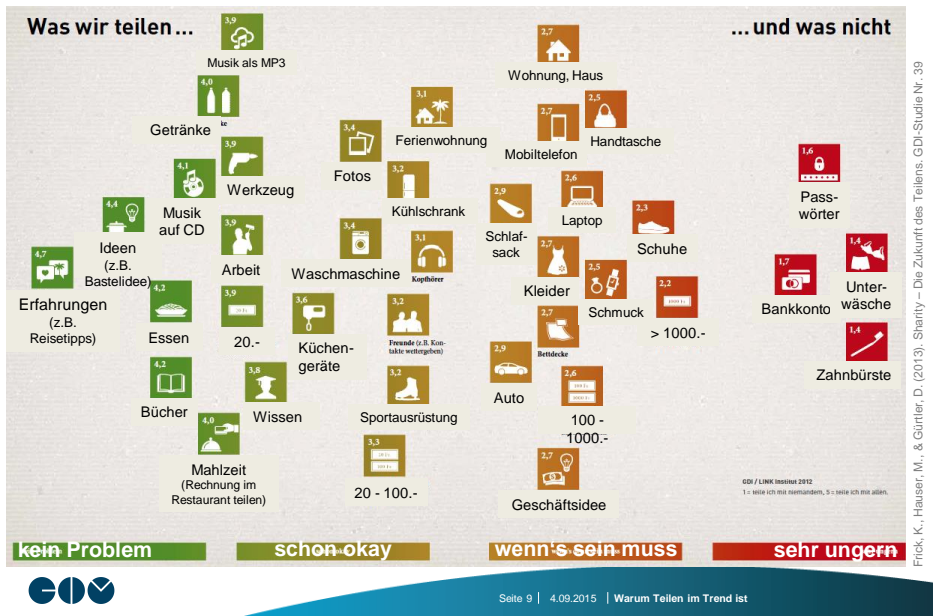 Was wir teilen...
...und was nicht
3,9
Musik als MP3
4,0
Getränke
3,9
Werkzeug
4,1
Musik
auf CD
4,4
Ideen
(z.B.
Bastelidee)
4,7
Erfahrungen
(z.B.
Reisetipps)
3,9
Arbeit
4,2
Essen
3,9
20.-
4,2
Bücher
3,8
Wissen
4,0
Mahlzeit
(Rechnung im
Restaurant teilen)
3,1
Ferienwohnung
3,4
Fotos
3,2
Kühlschrank
3,4
Waschmaschine
3,1
Kopfhörer
3,6
Küchen-
geräte
3,2
Freunde (z.B. Kon-
takte weitergeben)
3,2
Sportausrüstung
3,3
20 - 100.-
2,7
Wohnung, Haus
2,7
Mobiltelefon
2,5
Handtasche
2,9
Schlaf-
sack
2,6
Laptop
2,3
Schuhe
2,7
Kleider
2,5
Schmuck
2,2
> 1000.-
2,7
Bettdecke
2,9
Auto
2,6
100 -
1000.-
2,7
Geschäftsidee
1,6
Pass-
wörter
1,7
Bankkonto
1,4
Unter-
wäsche
1,4
Zahnbürste
GDI / LINK Institut 2012
1 = teile ich mit niemandem, 5 = teile ich mit allen.
kein Problem
schon okay
wenn's sein muss
sehr ungern
Frick, K., Hauser, M., & Gürtler, D. (2013). Sharity – Die Zukunft des Teilens. GDI-Studie Nr. 39
Seite 9 | 4.09.2015 | Warum Teilen im Trend ist